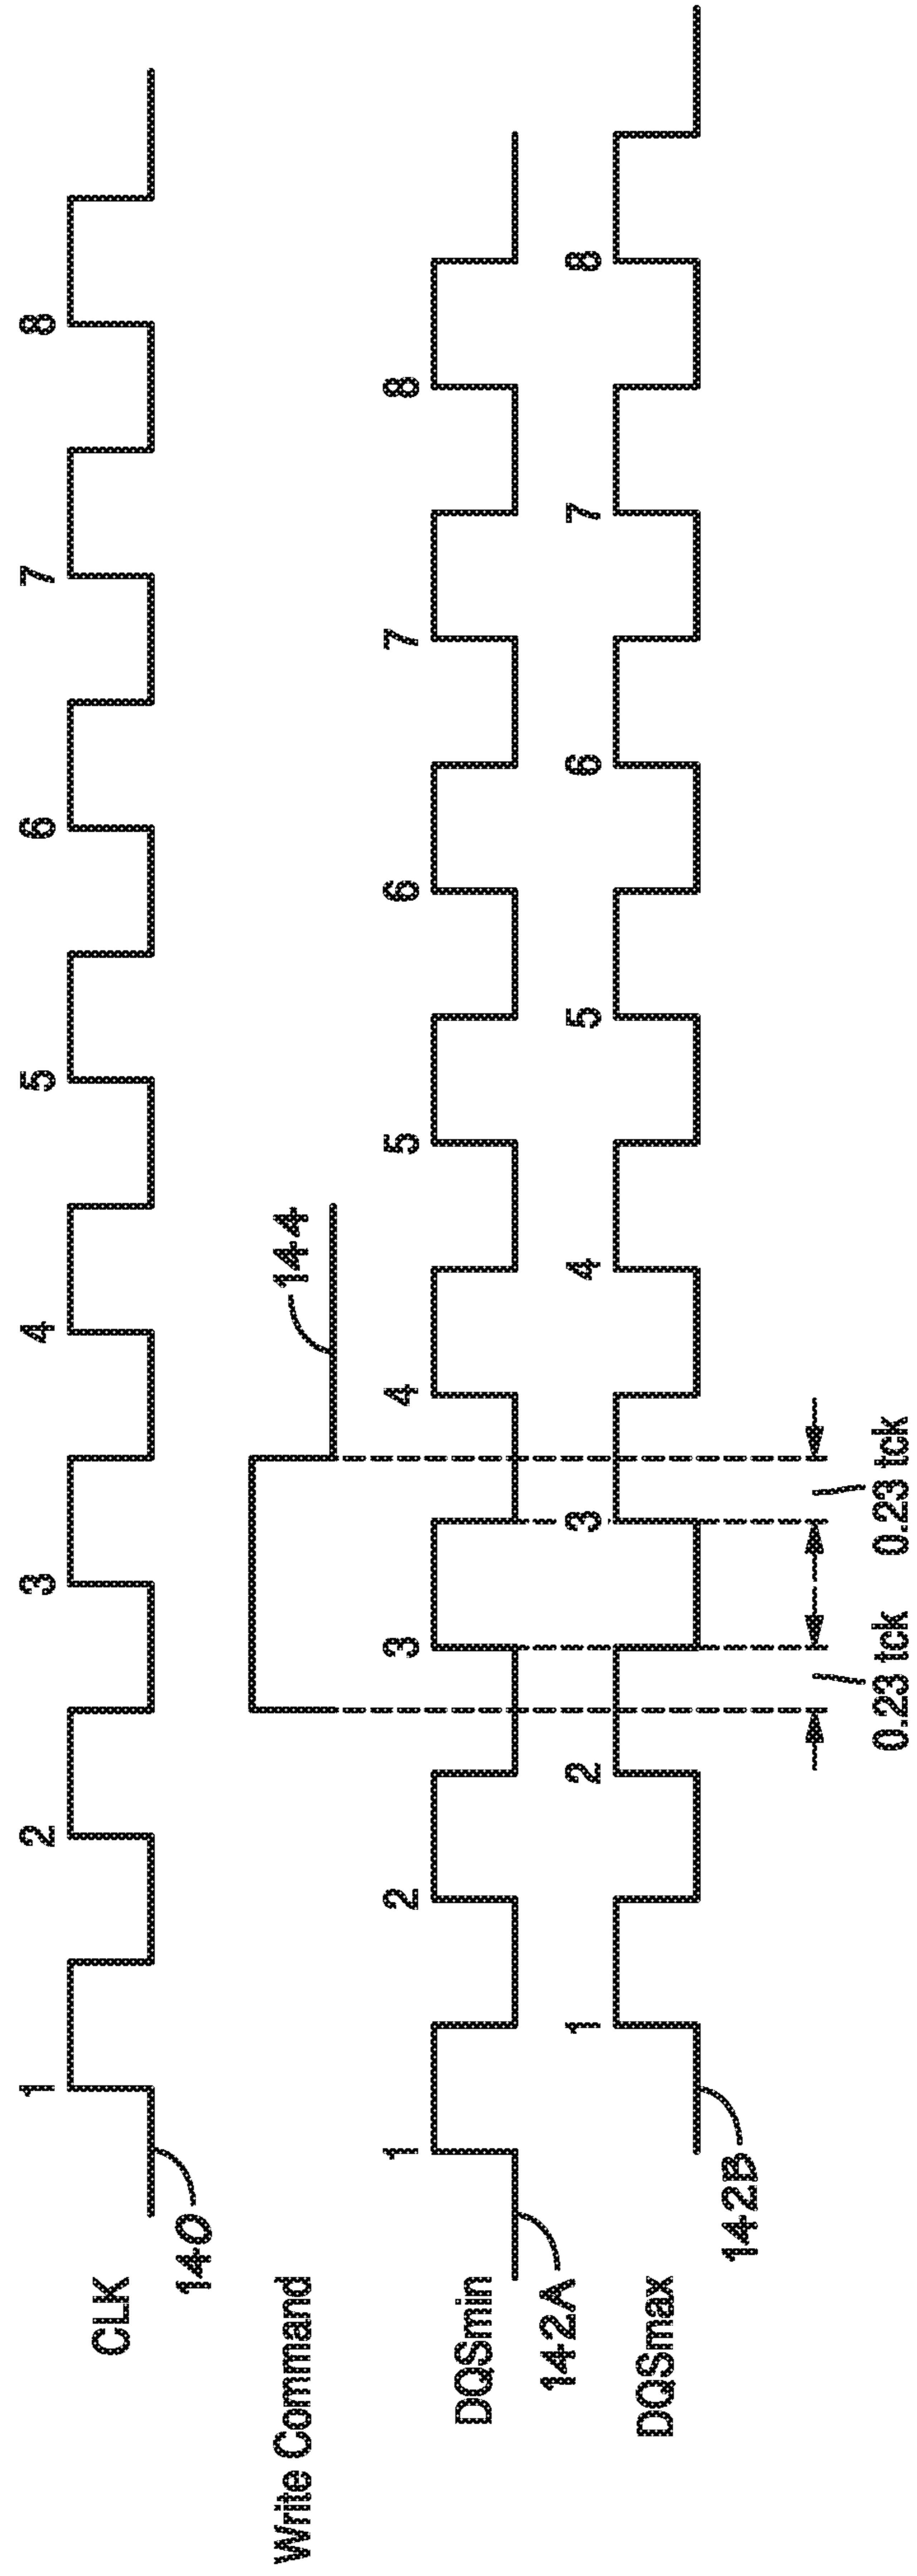 1 2 3 4 5 6 7 8
CLK
140
Write Command
144
1 2 3 4 5 6 7 8
DQSmin
142A
1 2 3 4 5 6 7 8
DQSmax
142B
0.23 tck 0.23 tck